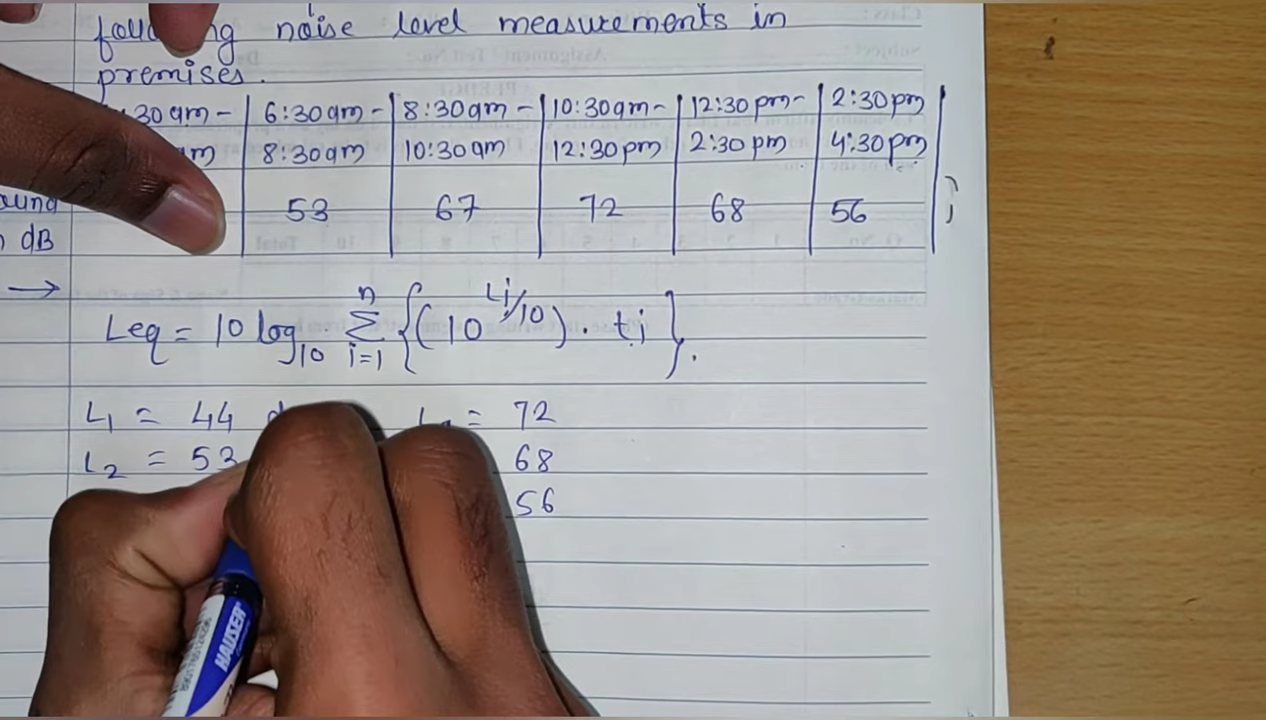 noise level measurements in
premises.
30am- 6:30am- 8:30am- 10:30am- 12:30pm- 2:30pm
8:30am 10:30am 12:30pm 2:30pm 4:30pm
53 67 72 68 56
dB
→
Leq = 10 log₁₀ Σ { (10^Li/10) . ti }.
n
i=1
L1 = 44 = 72
L2 = 53 68
56
HAUSER